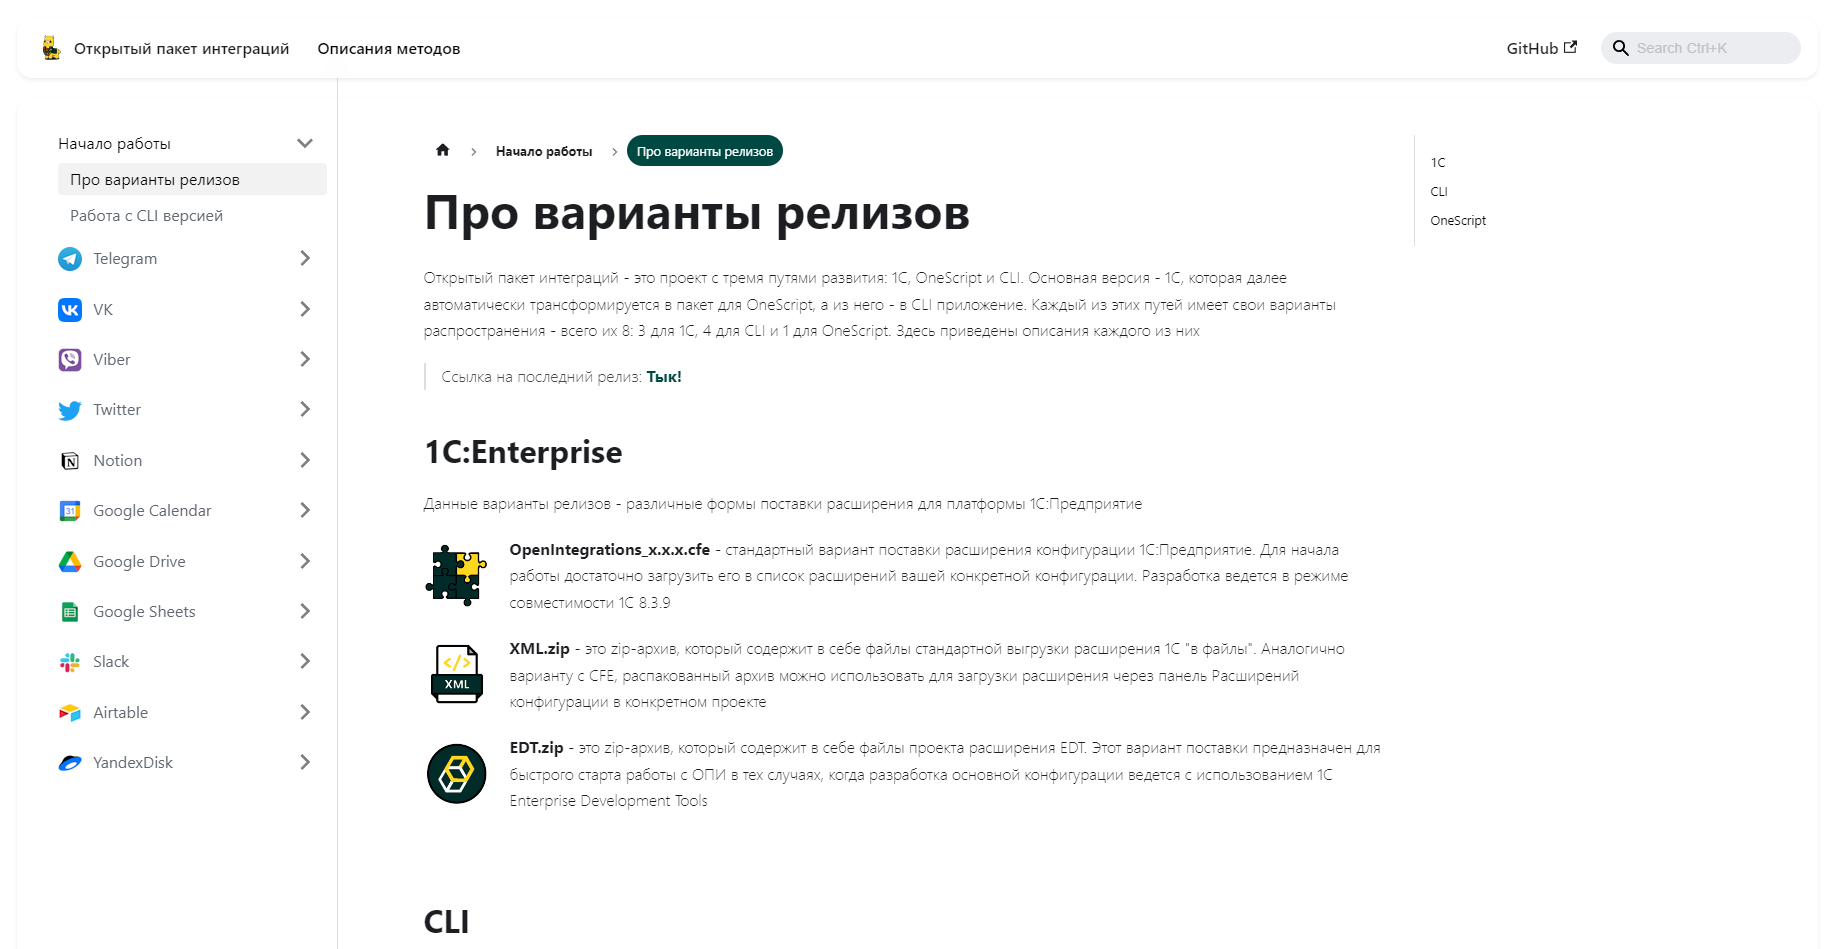 Открытый пакет интеграций
Описания методов
GitHub
Search Ctrl+K
Начало работы
Про варианты релизов
Работа с CLI версией
Telegram
VK
Viber
Twitter
Notion
31
Google Calendar
Google Drive
Google Sheets
Slack
Airtable
YandexDisk
Начало работы
Про варианты релизов
Про варианты релизов
Открытый пакет интеграций - это проект с тремя путями развития: 1С, OneScript и CLI. Основная версия - 1С, которая далее
автоматически трансформируется в пакет для OneScript, а из него - в CLI приложение. Каждый из этих путей имеет свои варианты
распространения - всего их 8: 3 для 1С, 4 для CLI и 1 для OneScript. Здесь приведены описания каждого из них
Ссылка на последний релиз: Тык!
1C:Enterprise
Данные варианты релизов - различные формы поставки расширения для платформы 1С:Предприятие
OpenIntegrations_x.x.x.cfe - стандартный вариант поставки расширения конфигурации 1С:Предприятие. Для начала
работы достаточно загрузить его в список расширений вашей конкретной конфигурации. Разработка ведется в режиме
совместимости 1С 8.3.9
XML
XML.zip - это zip-архив, который содержит в себе файлы стандартной выгрузки расширения 1С "в файлы". Аналогично
варианту с CFE, распакованный архив можно использовать для загрузки расширения через панель Расширений
конфигурации в конкретном проекте
EDT.zip - это zip-архив, который содержит в себе файлы проекта расширения EDT. Этот вариант поставки предназначен для
быстрого старта работы с ОПИ в тех случаях, когда разработка основной конфигурации ведется с использованием 1С
Enterprise Development Tools
CLI
1С
CLI
OneScript